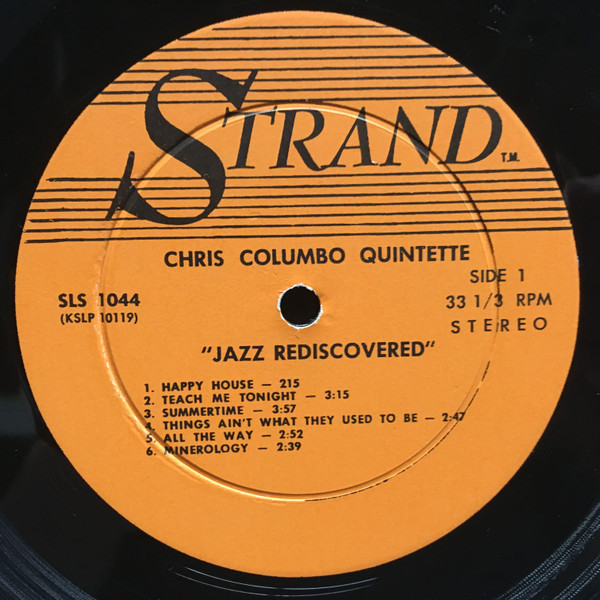 STRAND T.M.
CHRIS COLUMBO QUINTETTE
SIDE 1
SLS 1044
33 1/3 RPM
(KSLP 10119)
STEREO
"JAZZ REDISCOVERED"
1. HAPPY HOUSE — 215
2. TEACH ME TONIGHT — 3:15
3. SUMMERTIME — 3:57
4. THINGS AIN'T WHAT THEY USED TO BE — 2:47
5. ALL THE WAY — 2:52
6. MINEROLOGY — 2:39